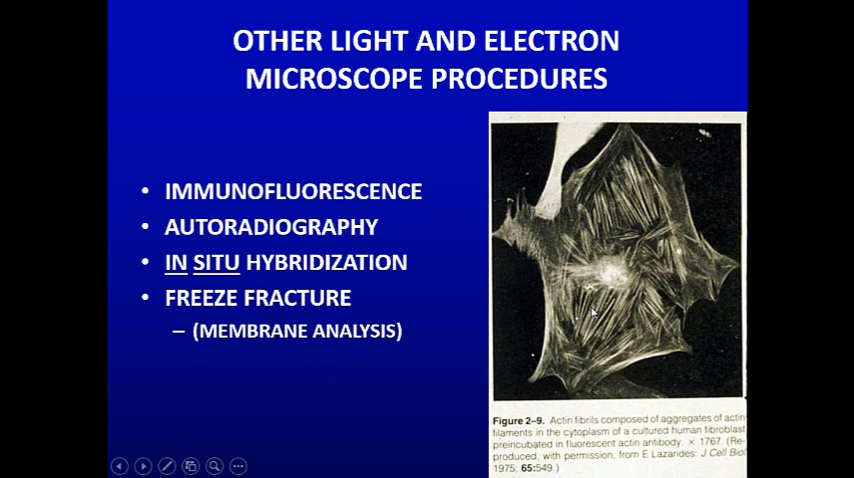 OTHER LIGHT AND ELECTRON
MICROSCOPE PROCEDURES
• IMMUNOFLUORESCENCE
• AUTORADIOGRAPHY
• IN SITU HYBRIDIZATION
• FREEZE FRACTURE
– (MEMBRANE ANALYSIS)
Figure 2–9. Actin fibrils composed of aggregates of actin
filaments in the cytoplasm of a cultured human fibroblast
preincubated in fluorescent actin antibody. × 1767. (Re-
produced, with permission, from E Lazarides: J Cell Biol
1975; 65:549.)